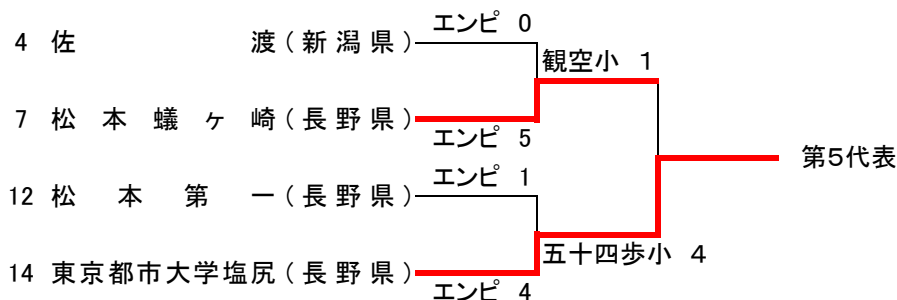 エンピ 0
4 佐渡(新潟県)
観空小 1
7 松本蟻ヶ崎(長野県)
エンピ 5
第5代表
エンピ 1
12 松本第一(長野県)
五十四歩小 4
14 東京都市大学塩尻(長野県)
エンピ 4